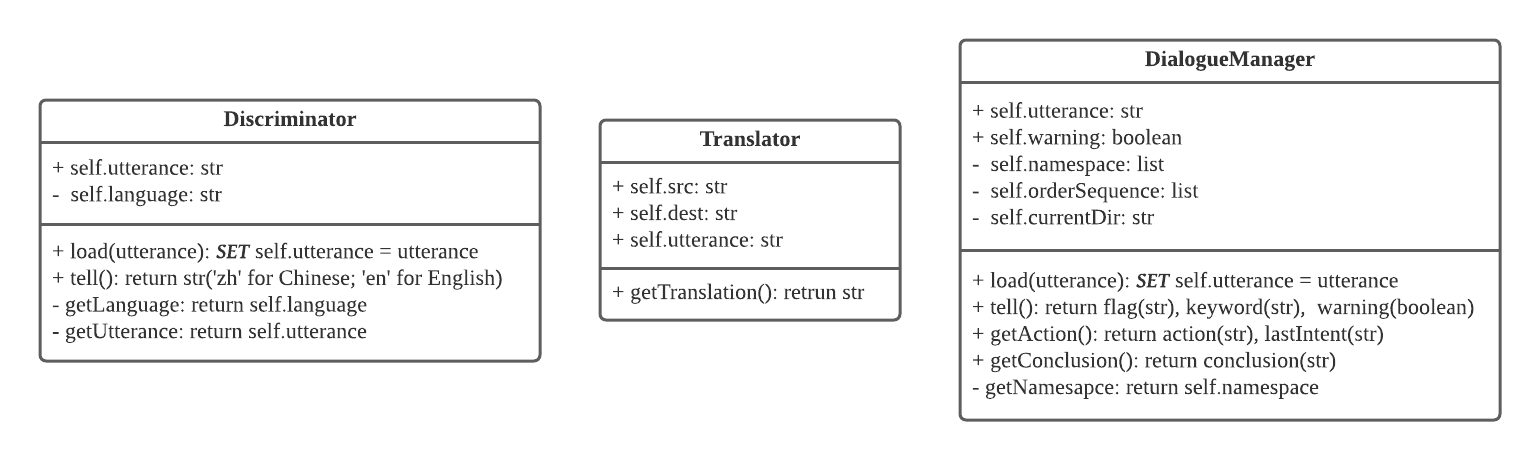 Discriminator
+ self.utterance: str
- self.language: str
+ load(utterance): SET self.utterance = utterance
+ tell(): return str('zh' for Chinese; 'en' for English)
- getLanguage: return self.language
- getUtterance: return self.utterance
Translator
+ self.src: str
+ self.dest: str
+ self.utterance: str
+ getTranslation(): retrun str
DialogueManager
+ self.utterance: str
+ self.warning: boolean
- self.namespace: list
- self.orderSequence: list
- self.currentDir: str
+ load(utterance): SET self.utterance = utterance
+ tell(): return flag(str), keyword(str), warning(boolean)
+ getAction(): return action(str), lastIntent(str)
+ getConclusion(): return conclusion(str)
- getNamesapce: return self.namespace